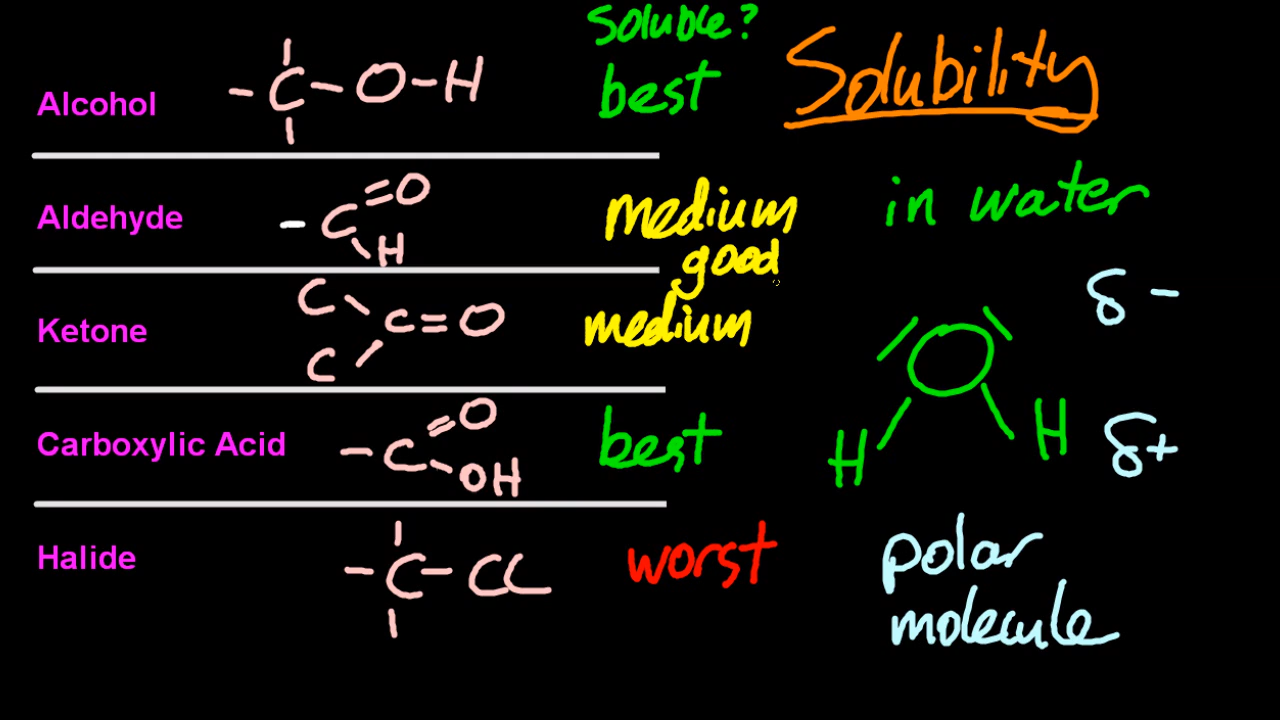 soluble?
Solubility
Alcohol
-C-O-H
best
in water
Aldehyde
-C=O
H
medium
good
δ-
Ketone
C
C=O
C
medium
O
H H
δ+
Carboxylic Acid
-C=O
OH
best
Halide
-C-Cl
worst
polar
molecule